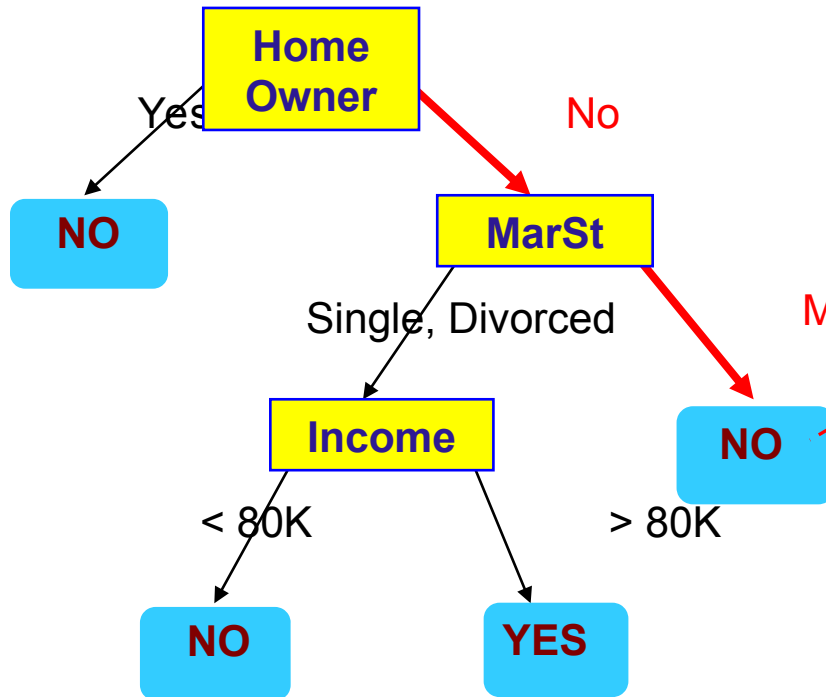 Home
Owner
Yes
No
NO
MarSt
Single, Divorced
M
Income
NO
< 80K
> 80K
NO
YES